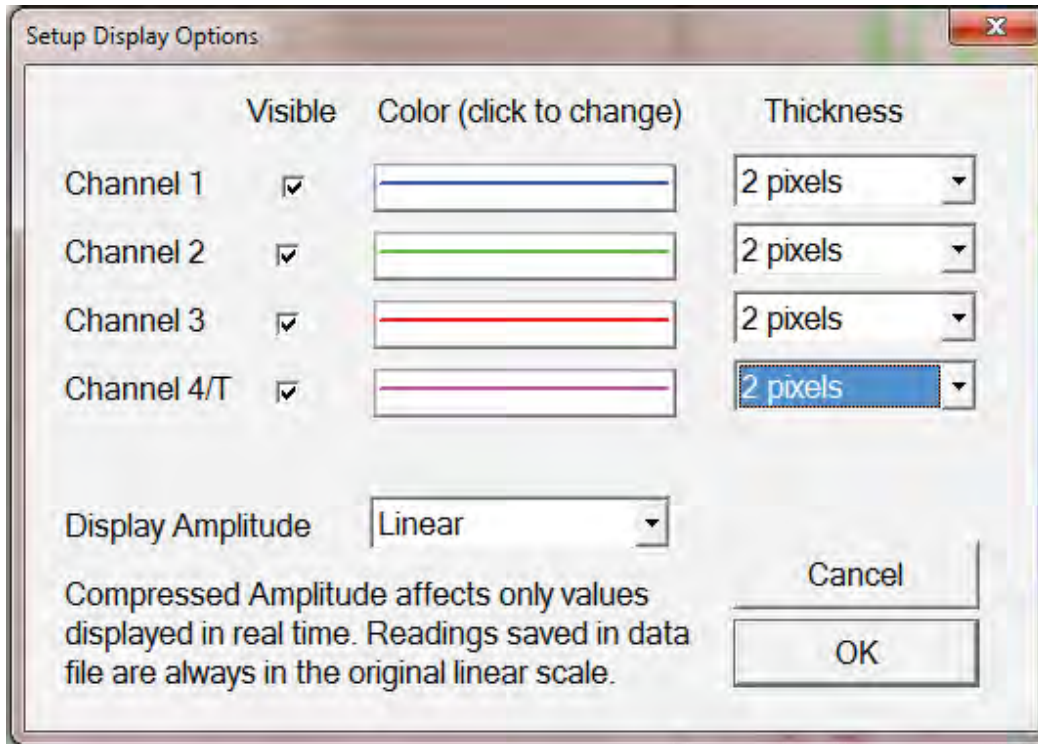 Setup Display Options
x
Visible Color (click to change) Thickness
Channel 1 2 pixels
Channel 2 2 pixels
Channel 3 2 pixels
Channel 4/T 2 pixels
Display Amplitude Linear
Compressed Amplitude affects only values
displayed in real time. Readings saved in data
file are always in the original linear scale.
Cancel
OK